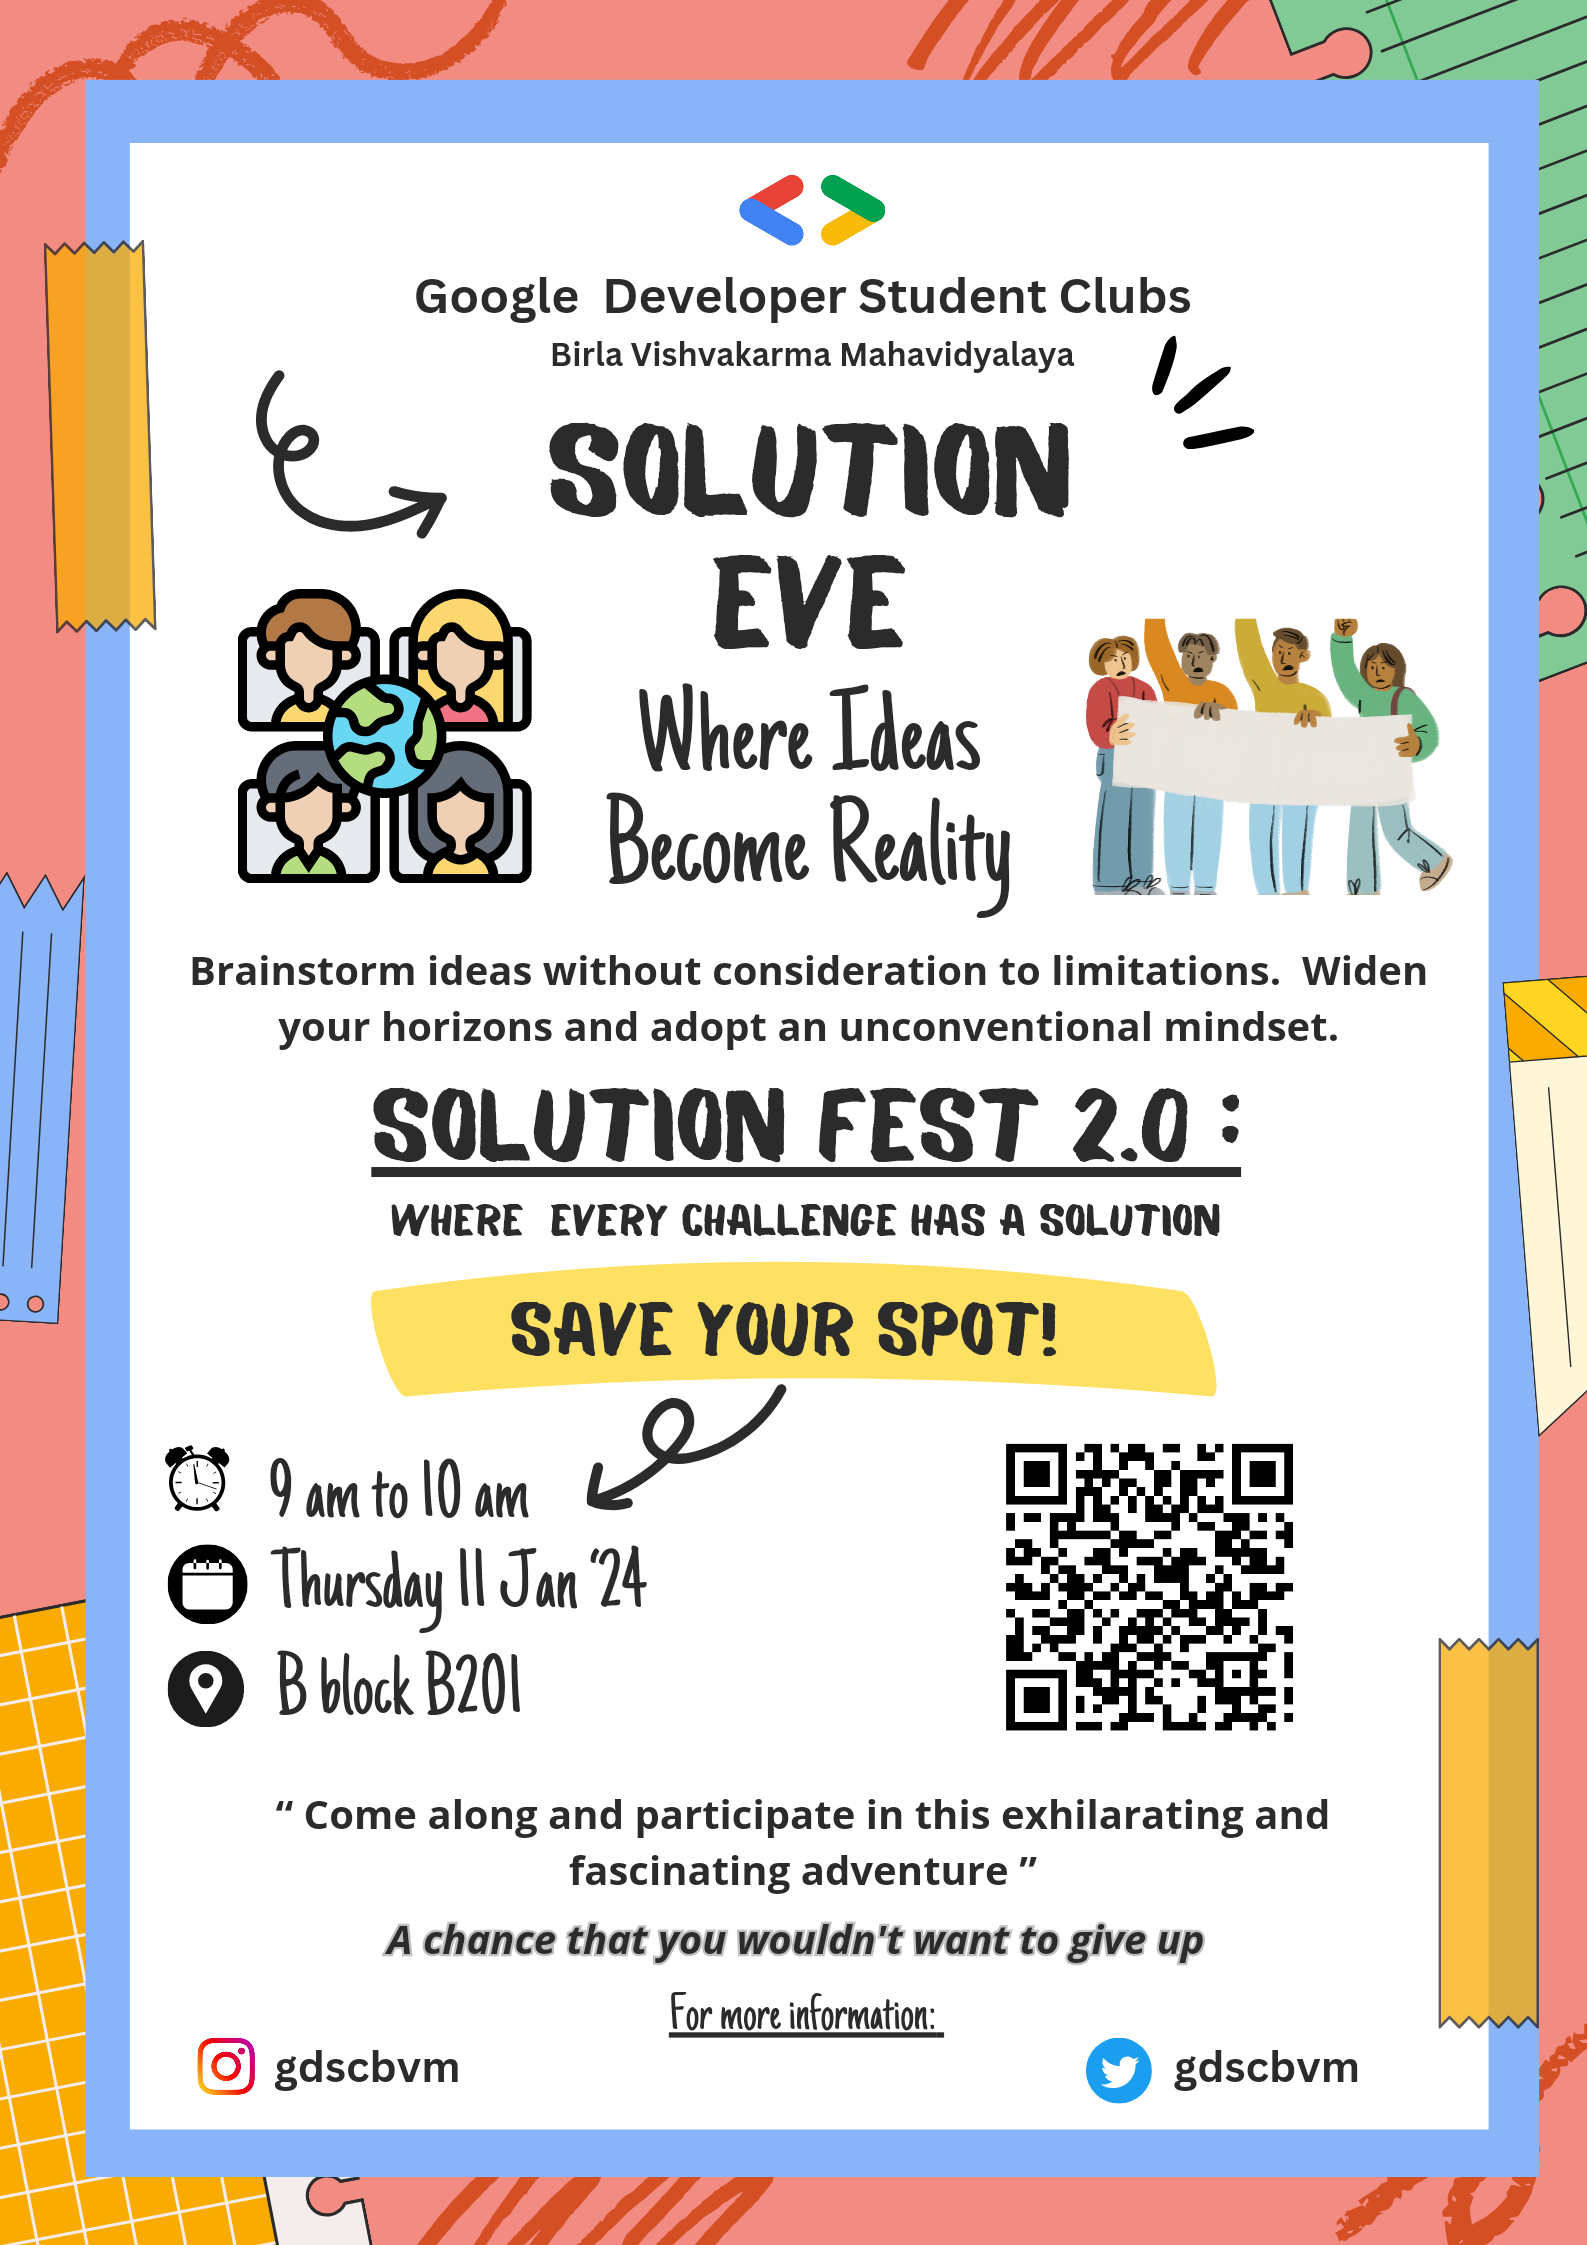 Google Developer Student Clubs
Birla Vishvakarma Mahavidyalaya
SOLUTION
EVE
Where Ideas
Become Reality
Brainstorm ideas without consideration to limitations. Widen
your horizons and adopt an unconventional mindset.
SOLUTION FEST 2.0 :
WHERE EVERY CHALLENGE HAS A SOLUTION
SAVE YOUR SPOT!
9 am to 10 am
Thursday 11 Jan '24
B block B201
“ Come along and participate in this exhilarating and
fascinating adventure ”
A chance that you wouldn't want to give up
For more information:
gdscbvm
gdscbvm